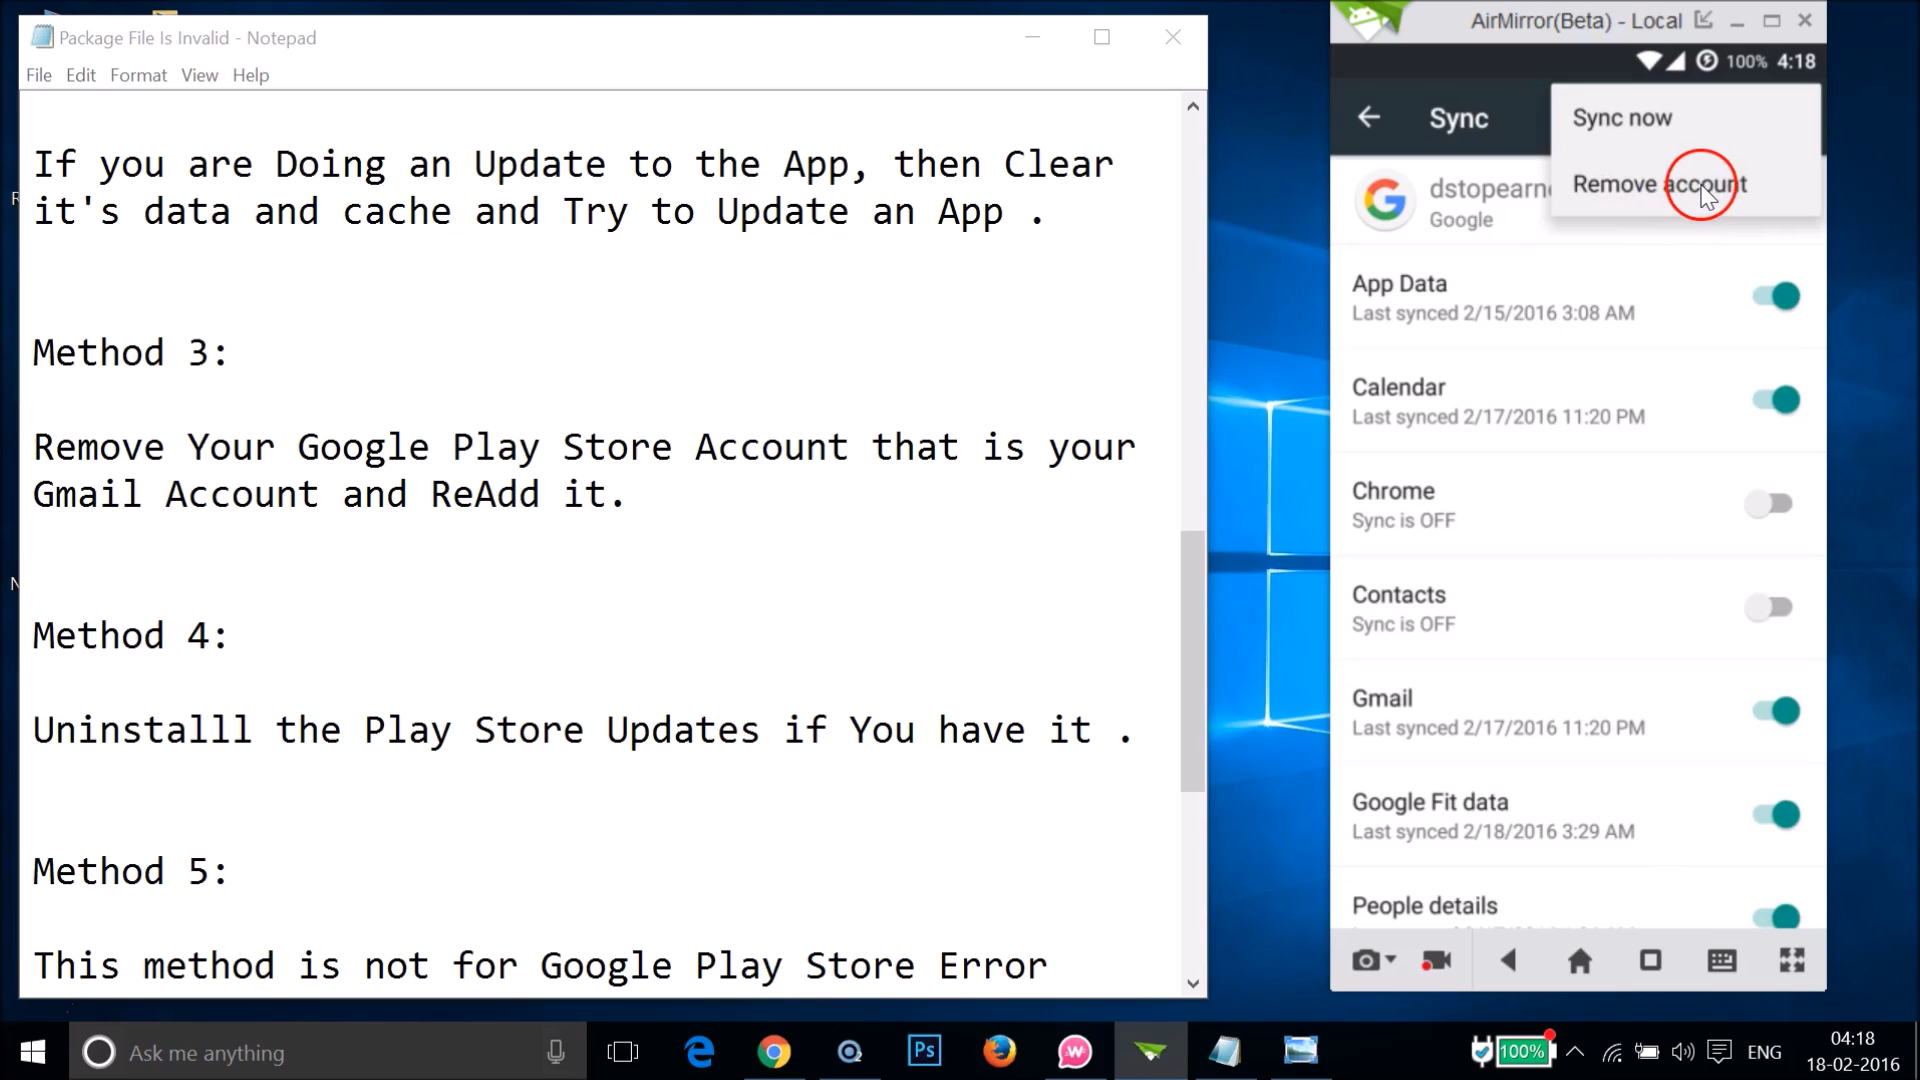 Package File Is Invalid - Notepad
File Edit Format View Help
If you are Doing an Update to the App, then Clear
it's data and cache and Try to Update an App .
Method 3:
Remove Your Google Play Store Account that is your
Gmail Account and ReAdd it.
Method 4:
Uninstalll the Play Store Updates if You have it .
Method 5:
This method is not for Google Play Store Error
AirMirror(Beta) - Local
100% 4:18
Sync
Sync now
Remove account
dstopearn
Google
App Data
Last synced 2/15/2016 3:08 AM
Calendar
Last synced 2/17/2016 11:20 PM
Chrome
Sync is OFF
Contacts
Sync is OFF
Gmail
Last synced 2/17/2016 11:20 PM
Google Fit data
Last synced 2/18/2016 3:29 AM
People details
Ask me anything
Ps
100%
ENG
04:18
18-02-2016